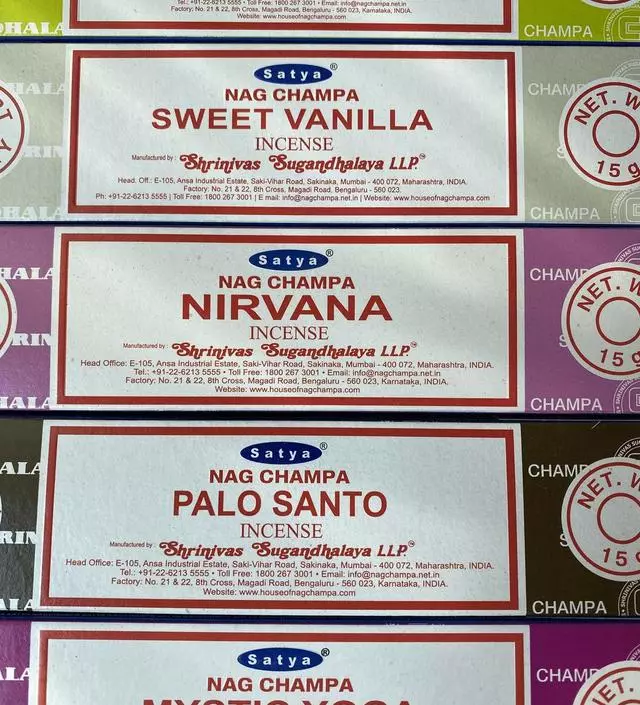 Tel.: +91-22-6213 5555 • Toll Free: 1800 267 3001 • Email: info@nagchampa.net.in
Factory: No. 21 & 22, 8th Cross, Magadi Road, Bengaluru - 560 023, Karnataka, INDIA.
Website: www.houseofnagchampa.com
CHAMPA
Satya®
NAG CHAMPA
SWEET VANILLA
INCENSE
Manufactured by : Shrinivas Sugandhalaya LLP.™
Head. Off.: E-105, Ansa Industrial Estate, Saki-Vihar Road, Sakinaka, Mumbai - 400 072, Maharashtra, INDIA.
Factory: No. 21 & 22, 8th Cross, Magadi Road, Bengaluru - 560 023.
Ph: +91-22-6213 5555 | Toll Free: 1800 267 3001 | E mail: info@nagchampa.net.in | Website: www.houseofnagchampa.com
NET. W
15 g
CHAMPA
Satya®
NAG CHAMPA
NIRVANA
INCENSE
Manufactured by : Shrinivas Sugandhalaya LLP.™
Head Office: E-105, Ansa Industrial Estate, Saki-Vihar Road, Sakinaka, Mumbai - 400 072, Maharashtra, INDIA.
Tel.: +91-22-6213 5555 • Toll Free: 1800 267 3001 • Email: info@nagchampa.net.in
Factory: No. 21 & 22, 8th Cross, Magadi Road, Bengaluru - 560 023, Karnataka, INDIA.
Website: www.houseofnagchampa.com
NET. W
15 g
CHAMPA
Satya®
NAG CHAMPA
PALO SANTO
INCENSE
Manufactured by : Shrinivas Sugandhalaya LLP.™
Head Office: E-105, Ansa Industrial Estate, Saki-Vihar Road, Sakinaka, Mumbai - 400 072, Maharashtra, INDIA.
Tel.: +91-22-6213 5555 • Toll Free: 1800 267 3001 • Email: info@nagchampa.net.in
Factory: No. 21 & 22, 8th Cross, Magadi Road, Bengaluru - 560 023, Karnataka, INDIA.
Website: www.houseofnagchampa.com
NET. W
15 g
CHAMPA
Satya®
NAG CHAMPA
MYSTIC YOGA